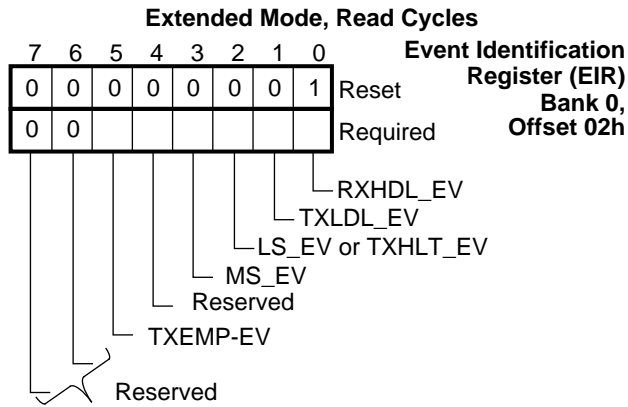 Extended Mode, Read Cycles
7 6 5 4 3 2 1 0
Event Identification
Register (EIR)
Bank 0,
Offset 02h
0 0 0 0 0 0 0 1 Reset
0 0 Required
RXHDL_EV
TXLDL_EV
LS_EV or TXHLT_EV
MS_EV
Reserved
TXEMP-EV
Reserved